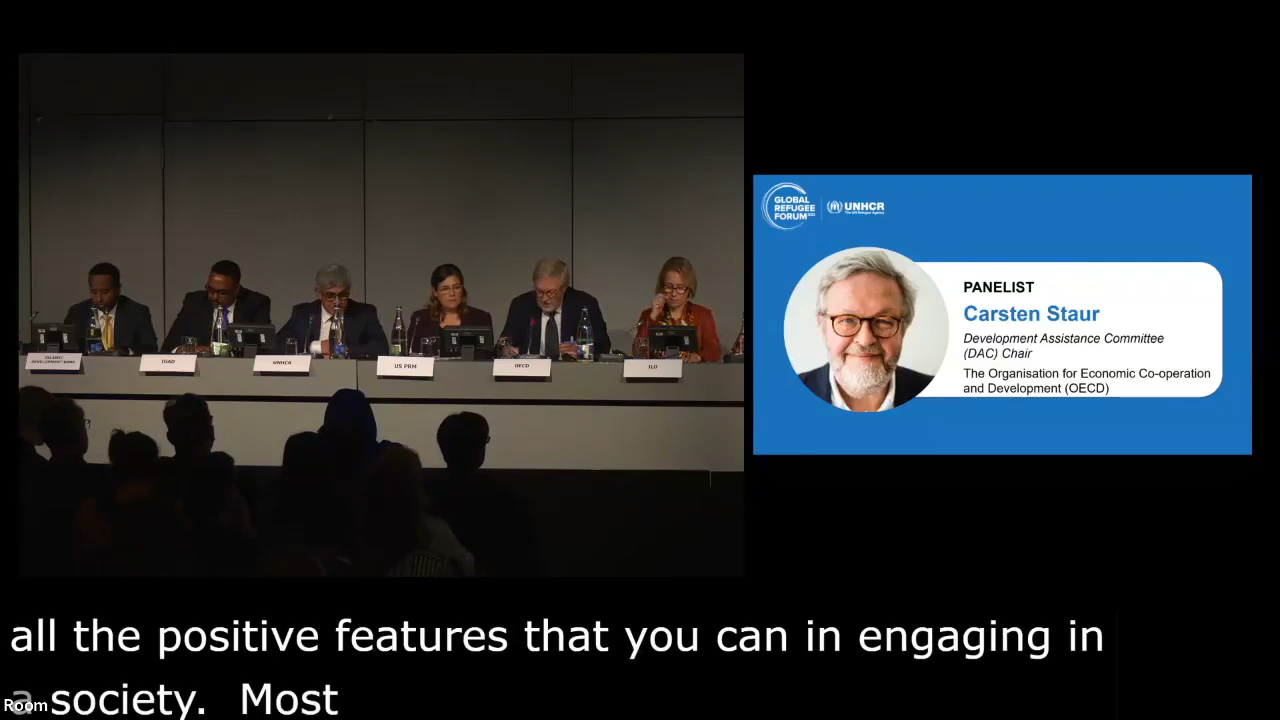 GLOBAL
REFUGEE
FORUM
UNHCR
The UN Refugee Agency
PANELIST
Carsten Staur
Development Assistance Committee
(DAC) Chair
The Organisation for Economic Co-operation
and Development (OECD)
ISLAMIC
DEVELOPMENT BANK
IGAD
UNHCR
US PRM
OECD
ILO
all the positive features that you can in engaging in
a society.  Most
Room